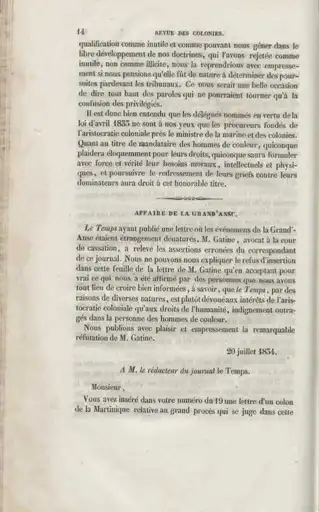 14 REVUE DES COLONIES.
qualification comme inutile et comme pouvant nous gêner dans le
libre développement de nos doctrines, qui l'avons rejetée comme
inutile, non comme illicite, nous la reprendrions avec empresse-
ment si nous pensions qu'elle fût de nature à déterminer des pour-
suites pardevant les tribunaux. Ce nous serait une belle occasion
de dire tout haut des paroles qui ne pourraient tourner qu'à la
confusion des privilégiés.
Il est donc bien entendu que les délégués nommés en vertu de la
loi d'avril 1833 ne sont à nos yeux que les procureurs fondés de
l'aristocratie coloniale près le ministre de la marine et des colonies.
Quant au titre de mandataire des hommes de couleur, quiconque
plaidera éloquemment pour leurs droits, quiconque saura formuler
avec force et vérité leur besoins moraux, intellectuels et physi-
ques, et poursuivre le redressement de leurs griefs contre leurs
dominateurs aura droit à cet honorable titre.
AFFAIRE DE LA GRAND'ANSE.
Le Temps ayant publié une lettre où les événemens de la Grand'-
Anse étaient étrangement dénaturés, M. Gatine, avocat à la cour
de cassation, a relevé les assertions erronées du correspondant
de ce journal. Nous ne pouvons nous expliquer le refus d'insertion
dans cette feuille de la lettre de M. Gatine qu'en acceptant pour
vrai ce qui nous a été affirmé par des personnes que nous avons
tout lieu de croire bien informées, à savoir, que le Temps, par des
raisons de diverses natures, est plutôt dévoué aux intérêts de l'aris-
tocratie coloniale qu'aux droits de l'humanité, indignement outra-
gés dans la personne des hommes de couleur.
Nous publions avec plaisir et empressement la remarquable
réfutation de M. Gatine.
20 juillet 1834.
A M. le rédacteur du journal le Temps.
Monsieur,
Vous avez inséré dans votre numéro du 19 une lettre d'un colon
de la Martinique relative au grand procès qui se juge dans cette